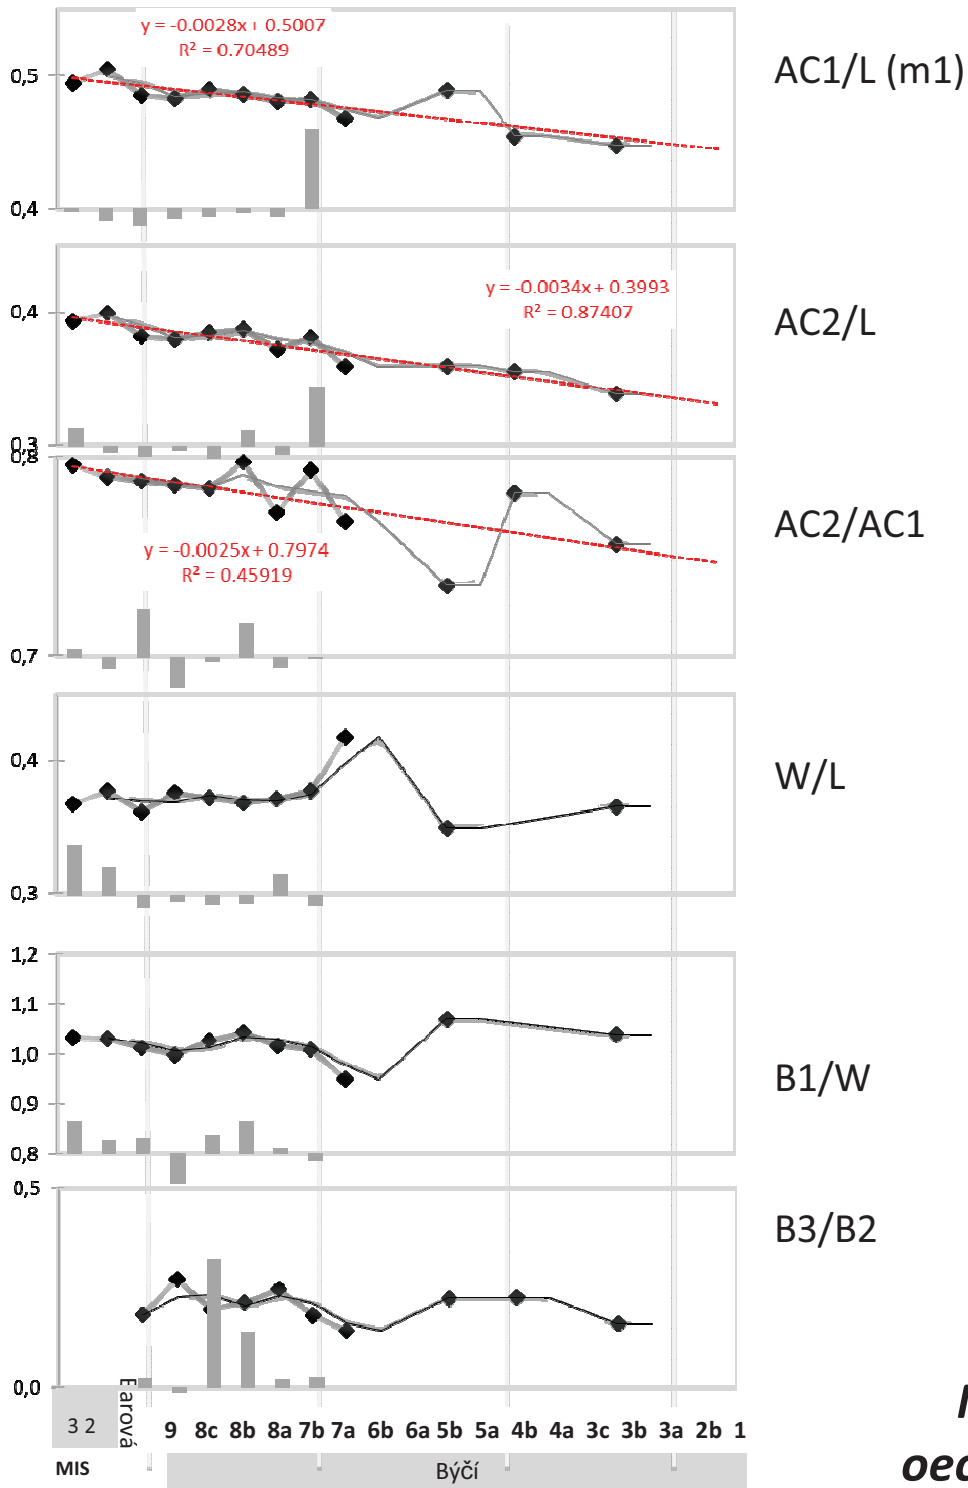 y = -0.0028x + 0.5007
R² = 0.70489
AC1/L (m1)
0,5
0,4
y = -0.0034x + 0.3993
R² = 0.87407
AC2/L
0,4
0,3
0,8
AC2/AC1
y = -0.0025x + 0.7974
R² = 0.45919
0,7
W/L
0,4
0,3
1,2
1,1
1,0
B1/W
0,9
0,8
0,5
B3/B2
0,0
3 2 Barová 9 8c 8b 8a 7b 7a 6b 6a 5b 5a 4b 4a 3c 3b 3a 2b 1
MIS Býčí